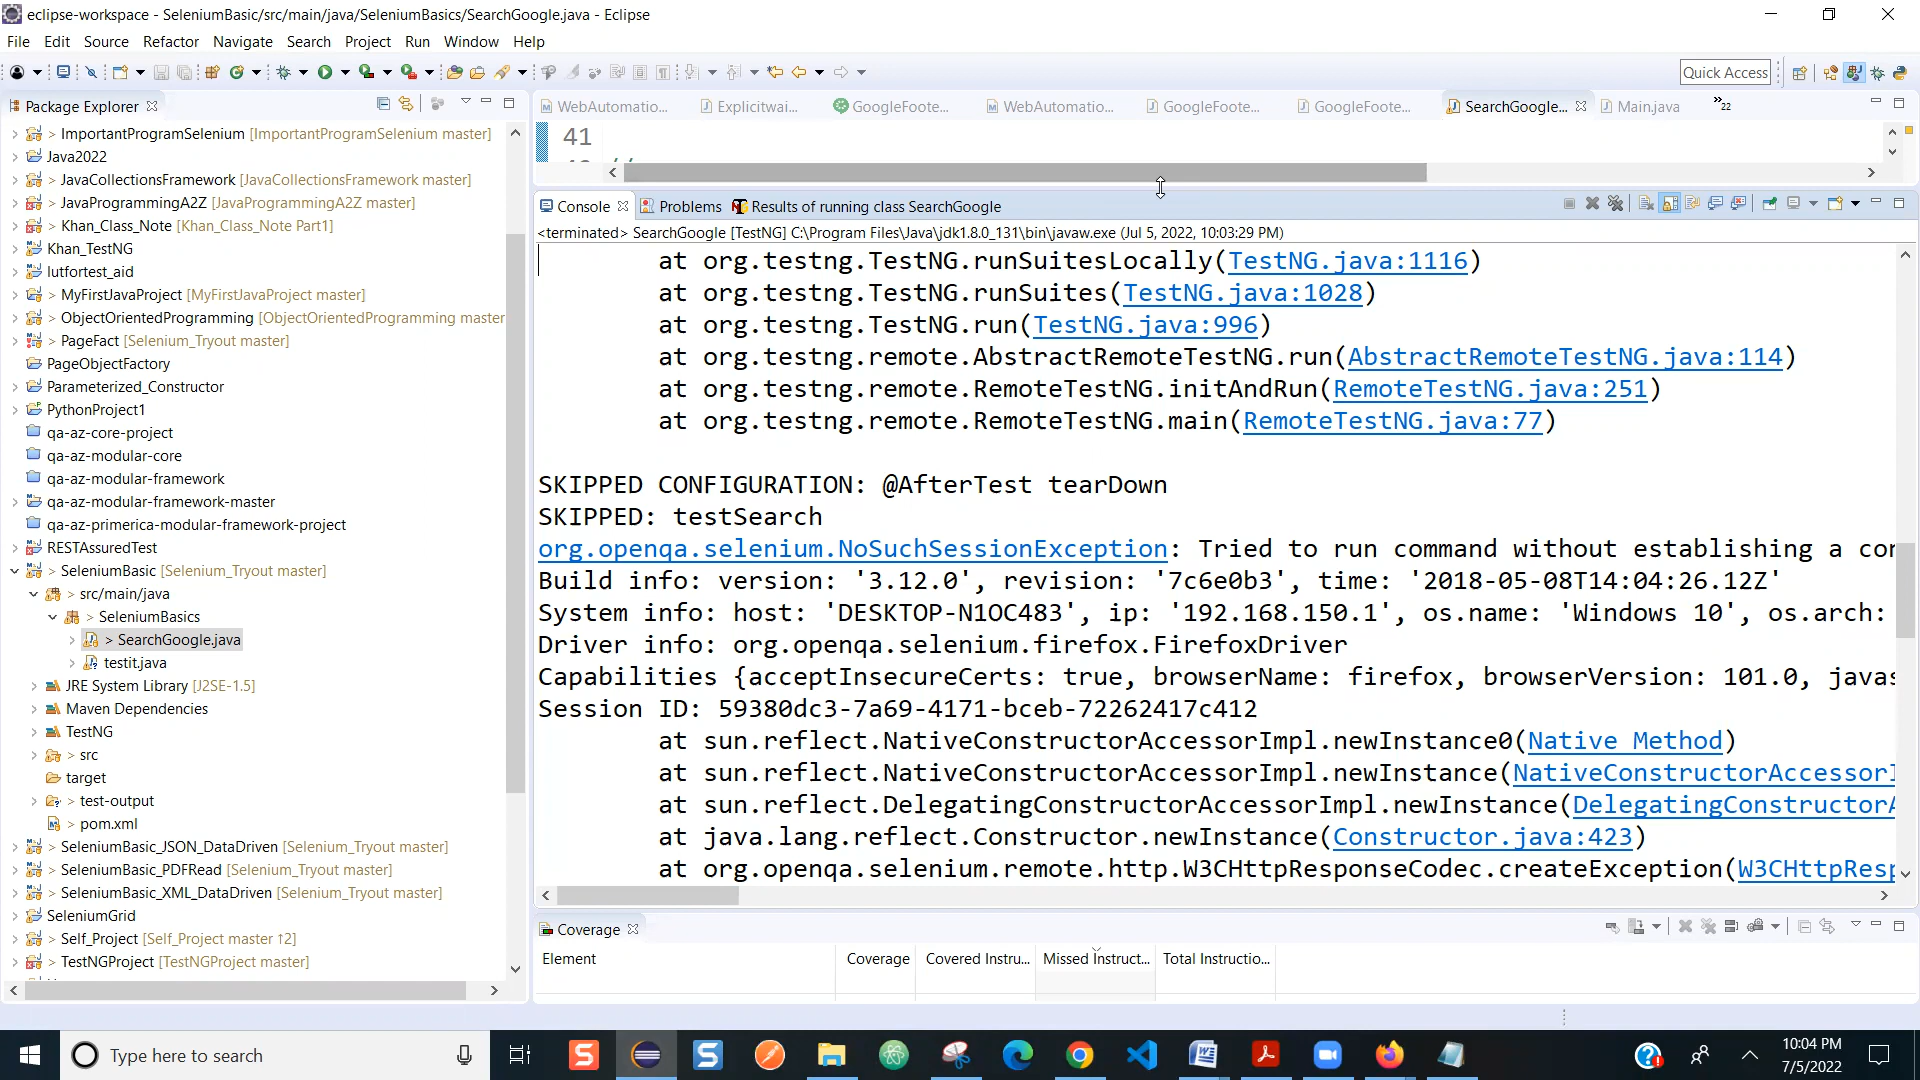 eclipse-workspace - SeleniumBasic/src/main/java/SeleniumBasics/SearchGoogle.java - Eclipse
File Edit Source Refactor Navigate Search Project Run Window Help
Quick Access
Package Explorer
WebAutomatio... Explicitwai... GoogleFoote... WebAutomatio... GoogleFoote... GoogleFoote... SearchGoogle... Main.java »22
> ImportantProgramSelenium [ImportantProgramSelenium master]
Java2022
> JavaCollectionsFramework [JavaCollectionsFramework master]
> JavaProgrammingA2Z [JavaProgrammingA2Z master]
> Khan_Class_Note [Khan_Class_Note Part1]
Khan_TestNG
lutfortest_aid
> MyFirstJavaProject [MyFirstJavaProject master]
> ObjectOrientedProgramming [ObjectOrientedProgramming master
> PageFact [Selenium_Tryout master]
PageObjectFactory
Parameterized_Constructor
PythonProject1
qa-az-core-project
qa-az-modular-core
qa-az-modular-framework
qa-az-modular-framework-master
qa-az-primerica-modular-framework-project
RESTAssuredTest
> SeleniumBasic [Selenium_Tryout master]
> src/main/java
> SeleniumBasics
> SearchGoogle.java
testit.java
JRE System Library [J2SE-1.5]
Maven Dependencies
TestNG
> src
target
> test-output
> pom.xml
> SeleniumBasic_JSON_DataDriven [Selenium_Tryout master]
> SeleniumBasic_PDFRead [Selenium_Tryout master]
> SeleniumBasic_XML_DataDriven [Selenium_Tryout master]
SeleniumGrid
> Self_Project [Self_Project master ↑2]
> TestNGProject [TestNGProject master]
41
Console Problems Results of running class SearchGoogle
<terminated> SearchGoogle [TestNG] C:\Program Files\Java\jdk1.8.0_131\bin\javaw.exe (Jul 5, 2022, 10:03:29 PM)
at org.testng.TestNG.runSuitesLocally(TestNG.java:1116)
at org.testng.TestNG.runSuites(TestNG.java:1028)
at org.testng.TestNG.run(TestNG.java:996)
at org.testng.remote.AbstractRemoteTestNG.run(AbstractRemoteTestNG.java:114)
at org.testng.remote.RemoteTestNG.initAndRun(RemoteTestNG.java:251)
at org.testng.remote.RemoteTestNG.main(RemoteTestNG.java:77)
SKIPPED CONFIGURATION: @AfterTest tearDown
SKIPPED: testSearch
org.openqa.selenium.NoSuchSessionException: Tried to run command without establishing a cor
Build info: version: '3.12.0', revision: '7c6e0b3', time: '2018-05-08T14:04:26.12Z'
System info: host: 'DESKTOP-N1OC483', ip: '192.168.150.1', os.name: 'Windows 10', os.arch:
Driver info: org.openqa.selenium.firefox.FirefoxDriver
Capabilities {acceptInsecureCerts: true, browserName: firefox, browserVersion: 101.0, javas
Session ID: 59380dc3-7a69-4171-bceb-72262417c412
at sun.reflect.NativeConstructorAccessorImpl.newInstance0(Native Method)
at sun.reflect.NativeConstructorAccessorImpl.newInstance(NativeConstructorAccessorI
at sun.reflect.DelegatingConstructorAccessorImpl.newInstance(DelegatingConstructorA
at java.lang.reflect.Constructor.newInstance(Constructor.java:423)
at org.openqa.selenium.remote.http.W3CHttpResponseCodec.createException(W3CHttpResp
Coverage
Element Coverage Covered Instru... Missed Instruct... Total Instructio...
Type here to search
10:04 PM
7/5/2022